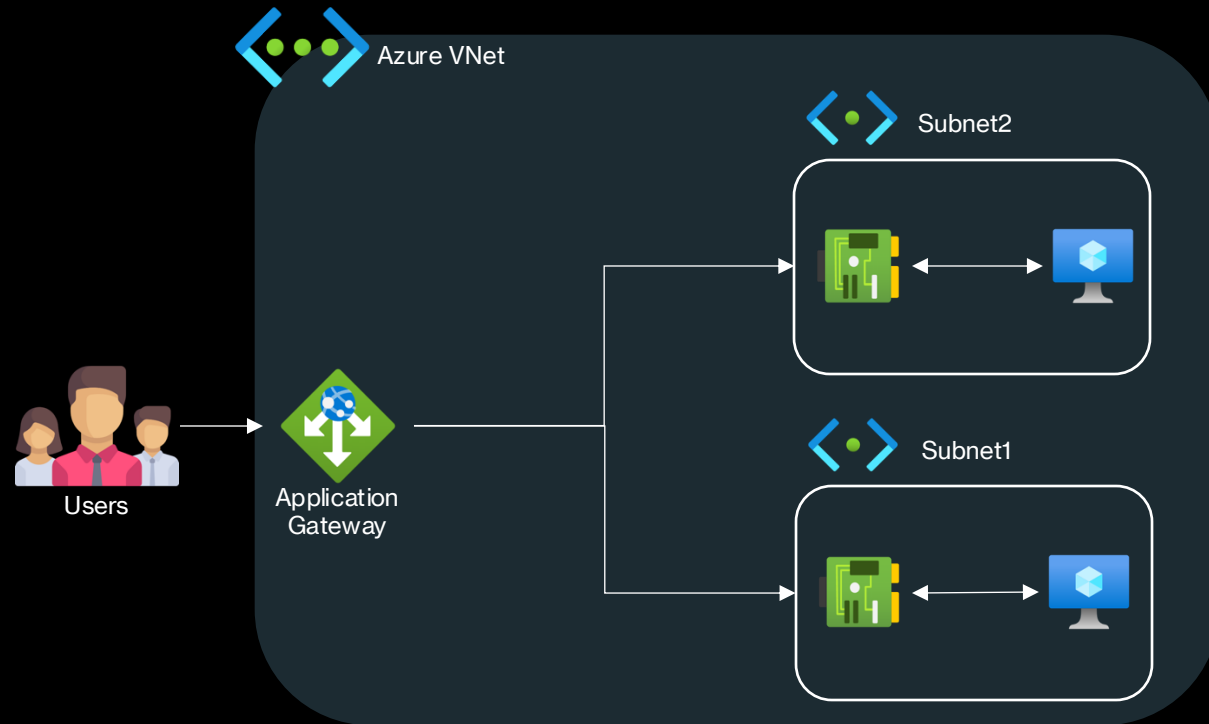 Azure VNet
Subnet2
Subnet1
Users
Application
Gateway